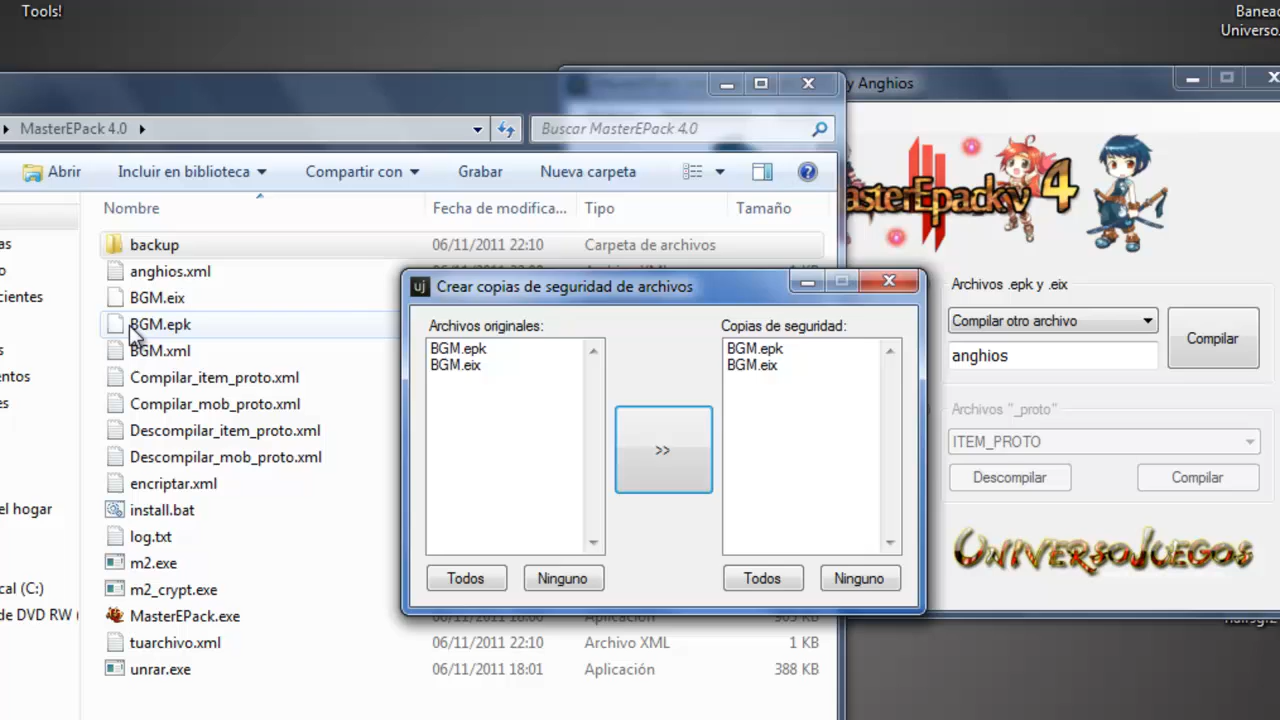 Tools!
Banead
Universo.
MasterEPack 4.0
Buscar MasterEPack 4.0
Abrir
Incluir en biblioteca
Compartir con
Grabar
Nueva carpeta
Nombre
Fecha de modifica...
Tipo
Tamaño
backup
06/11/2011 22:10
Carpeta de archivos
anghios.xml
BGM.eix
BGM.epk
BGM.xml
Compilar_item_proto.xml
Compilar_mob_proto.xml
Descompilar_item_proto.xml
Descompilar_mob_proto.xml
encriptar.xml
install.bat
log.txt
m2.exe
m2_crypt.exe
MasterEPack.exe
tuarchivo.xml
06/11/2011 22:10
Archivo XML
1 KB
unrar.exe
06/11/2011 18:01
Aplicación
388 KB
as
cientes
entos
el hogar
cal (C:)
de DVD RW (
Crear copias de seguridad de archivos
Archivos originales:
BGM.epk
BGM.eix
Todos
Ninguno
>>
Copias de seguridad:
BGM.epk
BGM.eix
Todos
Ninguno
y Anghios
asterEpack v 4
Archivos .epk y .eix
Compilar otro archivo
anghios
Compilar
Archivos "_proto"
ITEM_PROTO
Descompilar
Compilar
UniversoJuegos